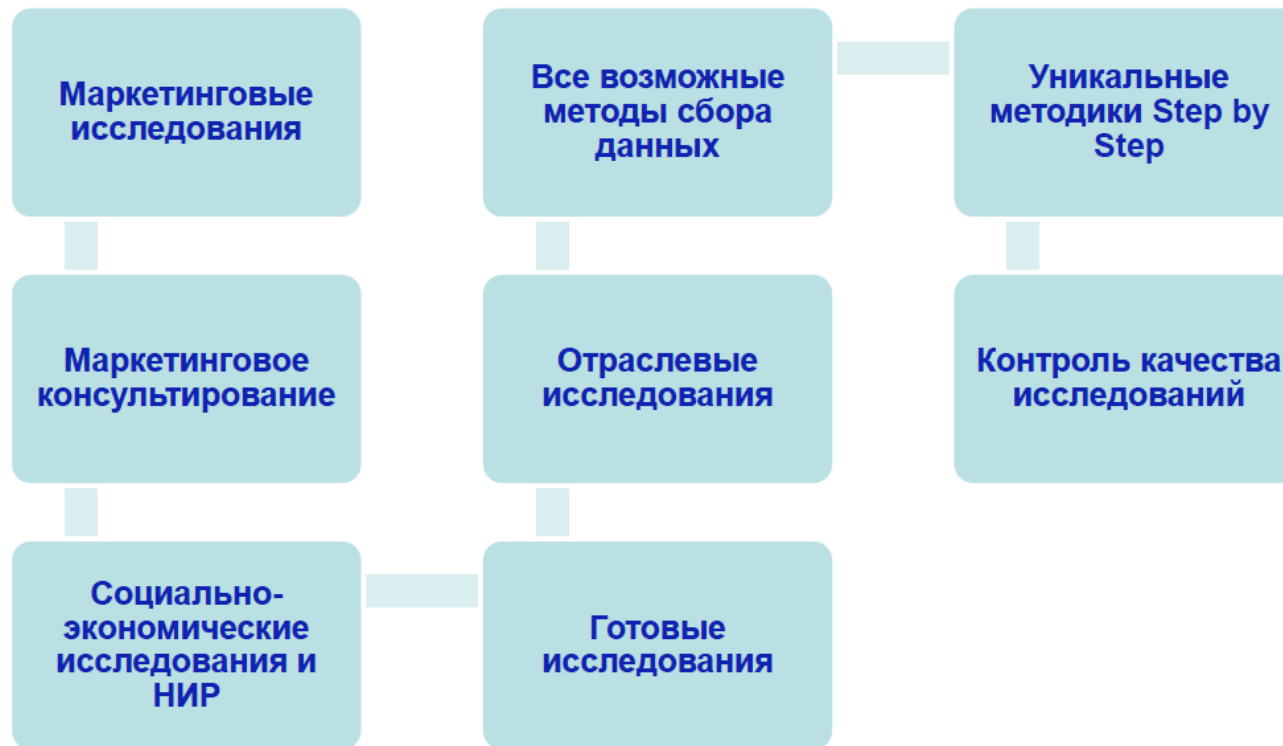 Маркетинговые
исследования
Маркетинговое
консультирование
Социально-
экономические
исследования и
НИР
Готовые
исследования
Отраслевые
исследования
Все возможные
методы сбора
данных
Уникальные
методики Step by
Step
Контроль качества
исследований